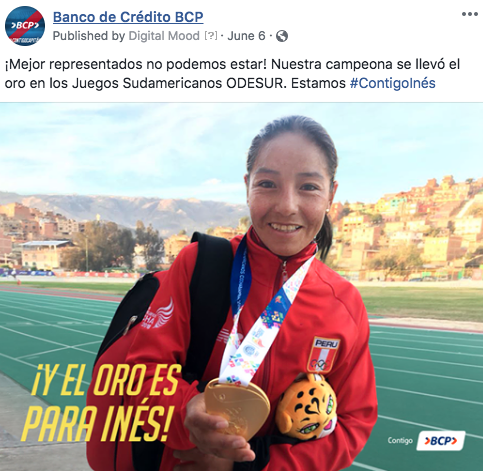 Banco de Crédito BCP
Published by Digital Mood [?] · June 6 ·
¡Mejor representados no podemos estar! Nuestra campeona se llevó el
oro en los Juegos Sudamericanos ODESUR. Estamos #ContigoInés
BCP
PERU
¡Y EL ORO ES
PARA INÉS!
Contigo BCP